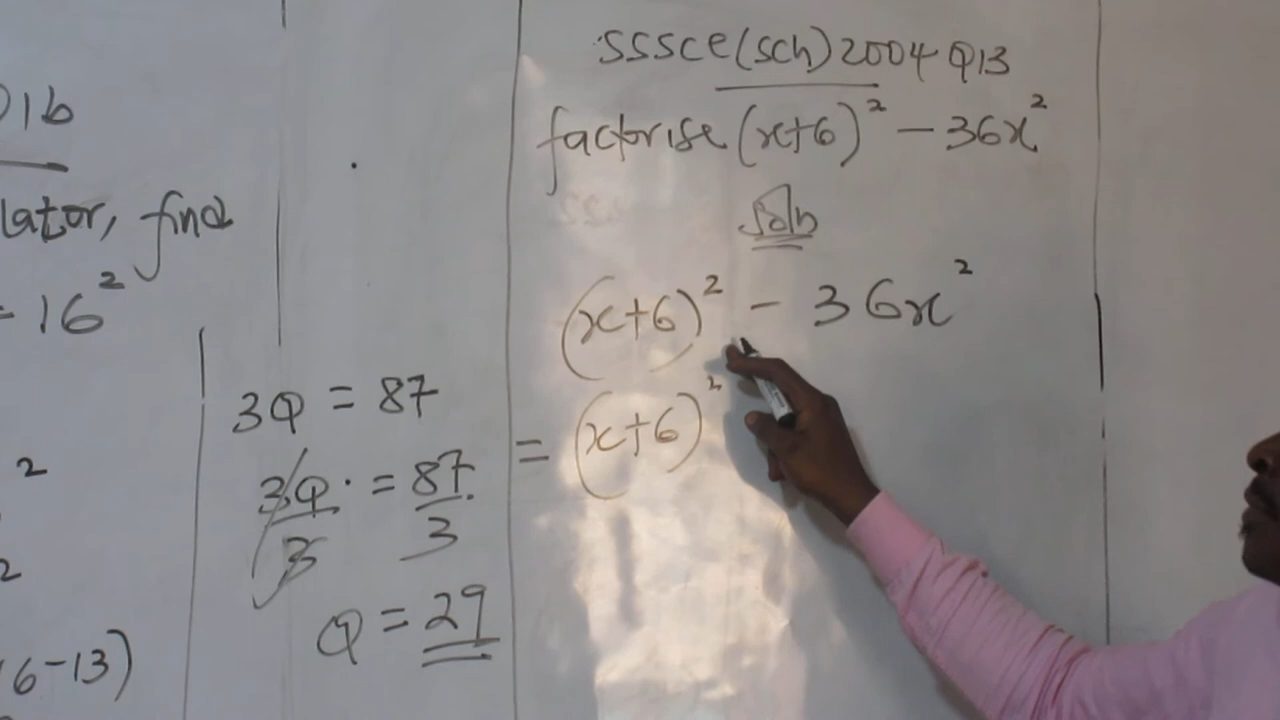 1b
lator, find
- 16²
2
2
6-13)
3Q = 87
3Q = 87
3 3
Q = 29
SSSCE(Sch)2004 Q13
factorise (x+6)² - 36x²
Soln
(x+6)² - 36x²
= (x+6)²